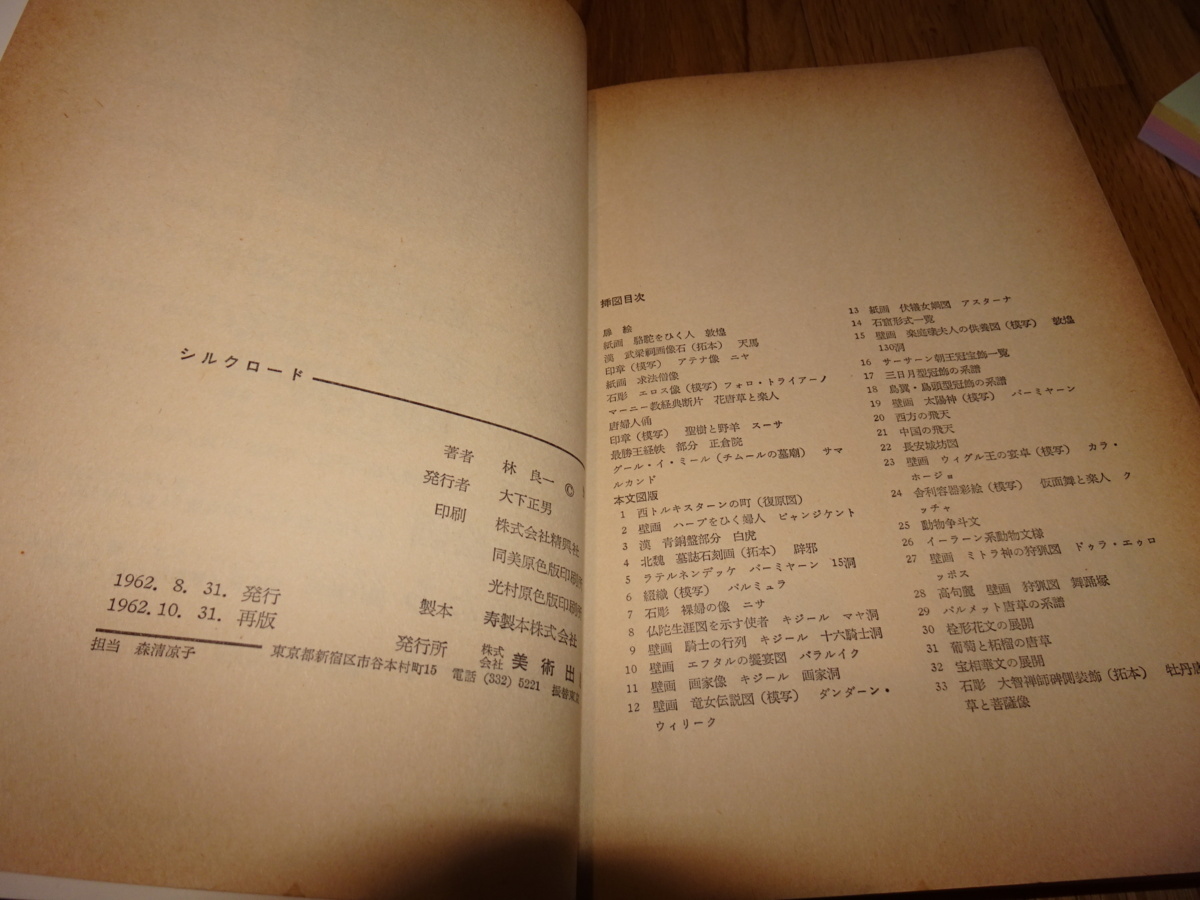 シルクロード
著者 林 良一 ©
発行者 大下正男
印刷 株式会社精興社
同美原色版印刷
光村原色版印刷
製本 寿製本株式会社
発行所 株式会社 美術出
1962. 8. 31. 発行
1962. 10. 31. 再版
担当 森清凉子
東京都新宿区市谷本村町15 電話 (332) 5221 振替東京
挿図目次
扉 絵
紙画 駱駝をひく人 敦煌
漢 武梁祠画像石(拓本) 天馬
印章(模写) アテナ像 ニヤ
紙画 求法僧像
石彫 エロス像(模写)フォロ・トライアーノ
マーニー教経典断片 花唐草と楽人
唐婦人俑
印章(模写) 聖樹と野羊 スーサ
最勝王経帙 部分 正倉院
グール・イ・ミール(チムールの墓廟) サマ
ルカンド
本文図版
1 西トルキスターンの町(復原図)
2 壁画 ハープをひく婦人 ピャンジケント
3 漢 青銅盤部分 白虎
4 北魏 墓誌石刻画(拓本) 辟邪
5 ラテルネンデッケ バーミヤーン 15洞
6 綴織(模写) パルミュラ
7 石彫 裸婦の像 ニサ
8 仏陀生涯図を示す使者 キジール マヤ洞
9 壁画 騎士の行列 キジール 十六騎士洞
10 壁画 エフタルの饗宴図 バラルイク
11 壁画 画家像 キジール 画家洞
12 壁画 竜女伝説図(模写) ダンダーン・
ウィリーク
13 紙画 伏羲女媧図 アスターナ
14 石窟形式一覧
15 壁画 楽庭瓌夫人の供養図(模写) 敦煌
130洞
16 サーサーン朝王冠宝飾一覧
17 三日月型冠飾の系譜
18 鳥翼・鳥頭型冠飾の系譜
19 壁画 太陽神(模写) バーミヤーン
20 西方の飛天
21 中国の飛天
22 長安城坊図
23 壁画 ウィグル王の宴卓(模写) カラ・
ホージョ
24 舎利容器彩絵(模写) 仮面舞と楽人 ク
ッチャ
25 動物争斗文
26 イーラーン系動物文様
27 壁画 ミトラ神の狩猟図 ドゥラ・エゥロ
ッポス
28 高句麗 壁画 狩猟図 舞踊塚
29 パルメット唐草の系譜
30 栓形花文の展開
31 葡萄と柘榴の唐草
32 宝相華文の展開
33 石彫 大智禅師碑側装飾(拓本) 牡丹唐
草と菩薩像